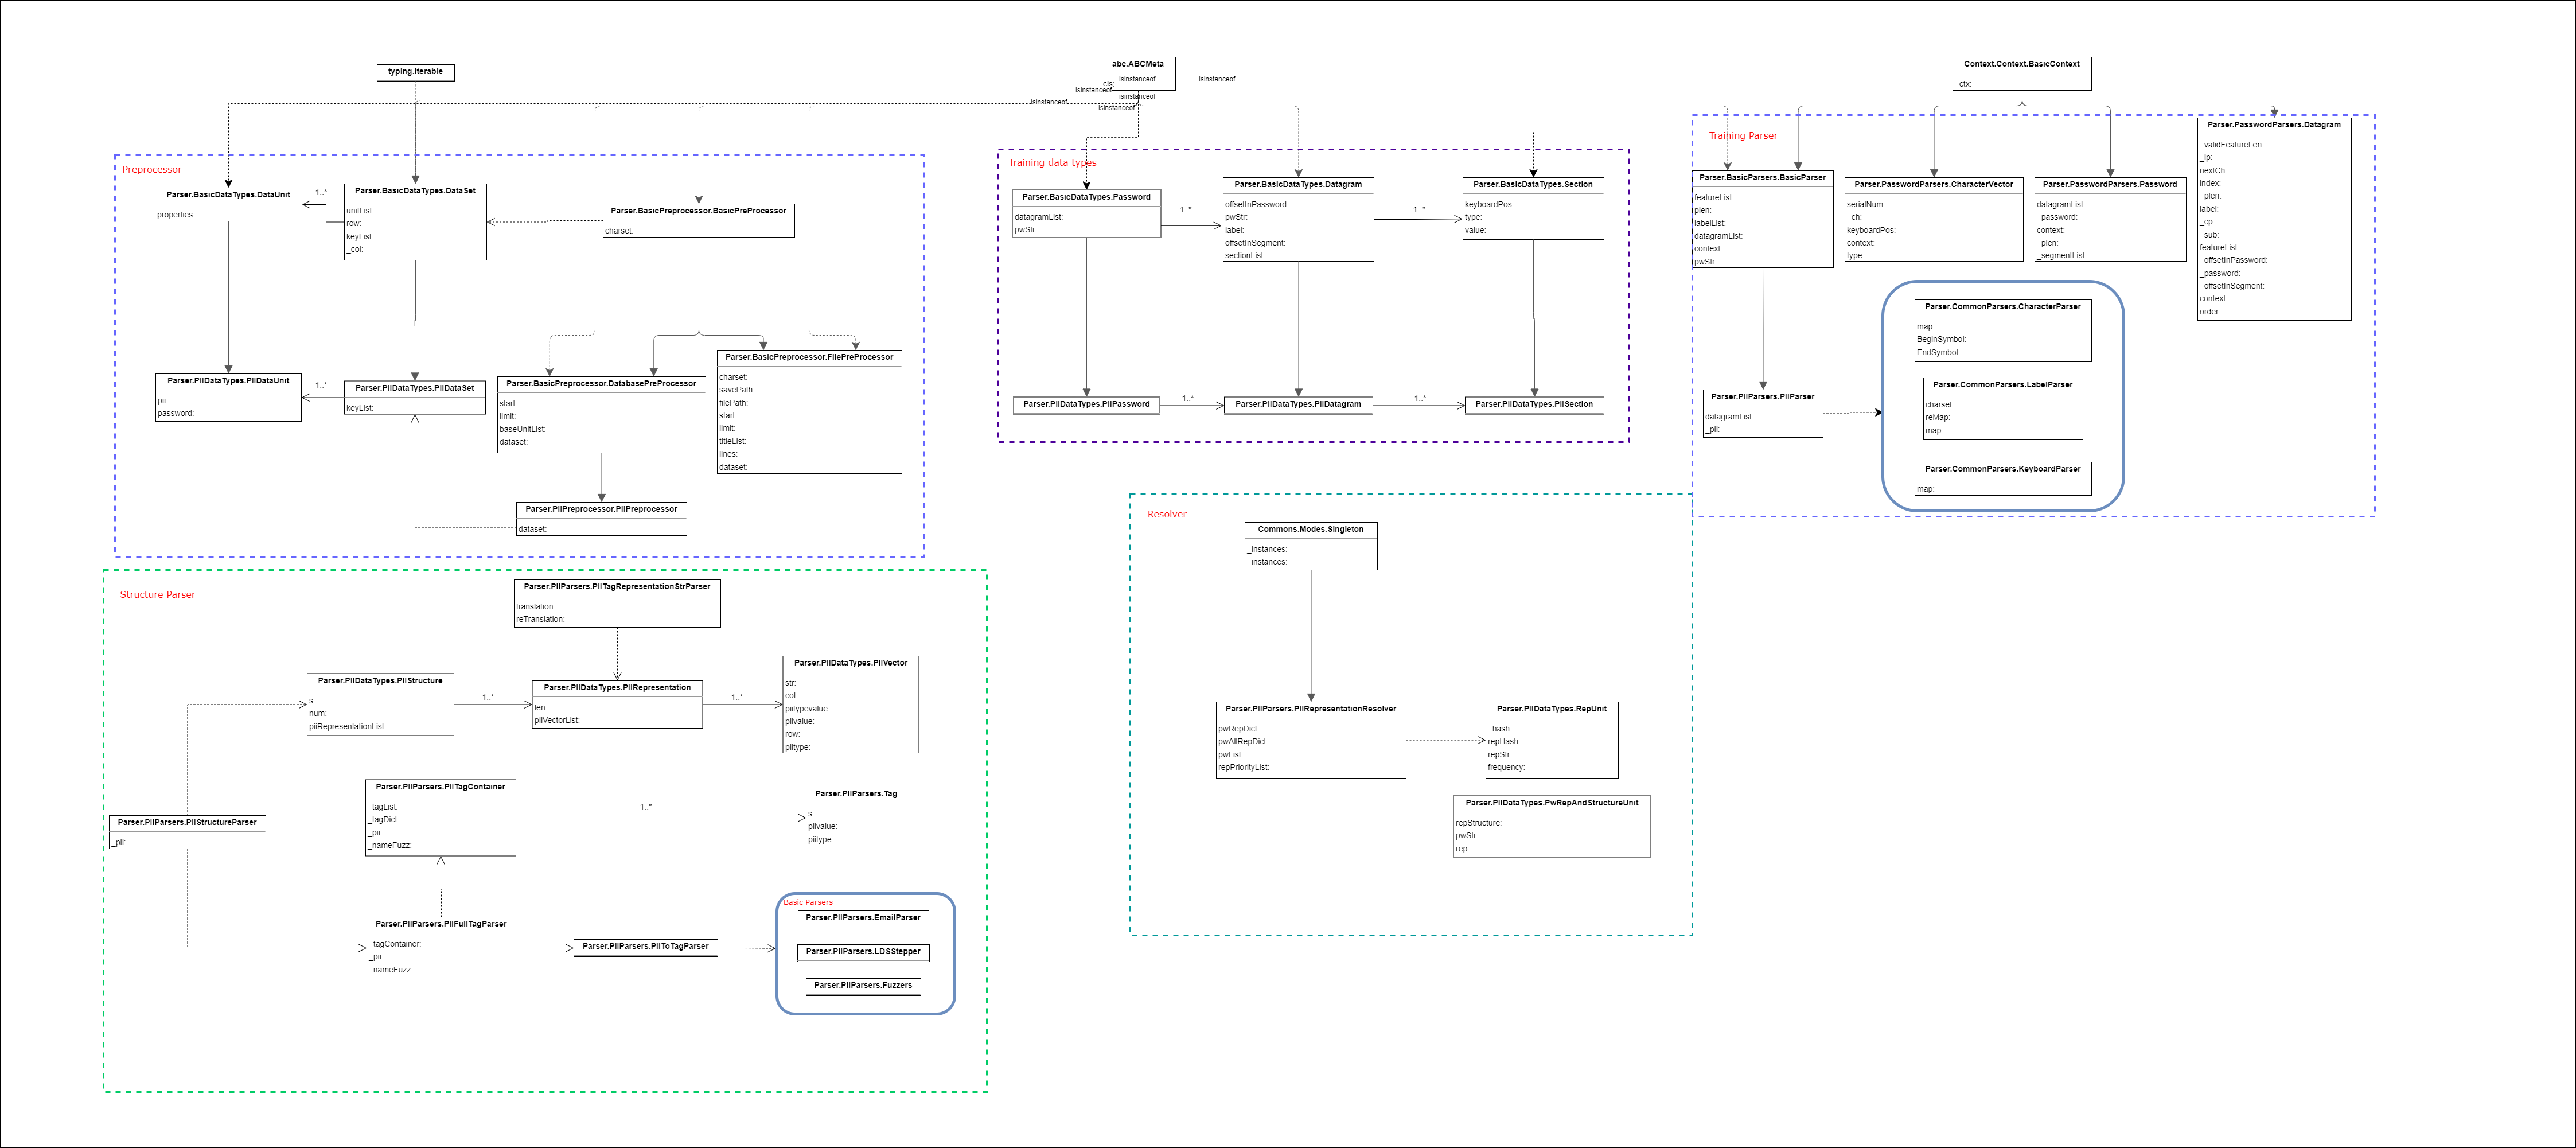 typing.Iterable
abc.ABCMeta
cls:
isinstanceof
isinstanceof
isinstanceof
isinstanceof
isinstanceof
isinstanceof
Context.Context.BasicContext
_ctx:
Preprocessor
Parser.BasicDataTypes.DataUnit
properties:
1..*
Parser.BasicDataTypes.DataSet
unitList:
row:
keyList:
_col:
Parser.BasicPreprocessor.BasicPreProcessor
charset:
Parser.PIIDataTypes.PIIDataUnit
pii:
password:
1..*
Parser.PIIDataTypes.PIIDataSet
keyList:
Parser.BasicPreprocessor.DatabasePreProcessor
start:
limit:
baseUnitList:
dataset:
Parser.BasicPreprocessor.FilePreProcessor
charset:
savePath:
filePath:
start:
limit:
titleList:
lines:
dataset:
Parser.PIIPreprocessor.PIIPreprocessor
dataset:
Training data types
Parser.BasicDataTypes.Password
datagramList:
pwStr:
1..*
Parser.BasicDataTypes.Datagram
offsetInPassword:
pwStr:
label:
offsetInSegment:
sectionList:
1..*
Parser.BasicDataTypes.Section
keyboardPos:
type:
value:
Parser.PIIDataTypes.PIIPassword
1..*
Parser.PIIDataTypes.PIIDatagram
1..*
Parser.PIIDataTypes.PIISection
Training Parser
Parser.BasicParsers.BasicParser
featureList:
plen:
labelList:
datagramList:
context:
pwStr:
Parser.PasswordParsers.CharacterVector
serialNum:
_ch:
keyboardPos:
context:
type:
Parser.PasswordParsers.Password
datagramList:
_password:
context:
_plen:
_segmentList:
Parser.PasswordParsers.Datagram
_validFeatureLen:
_lp:
nextCh:
index:
_plen:
label:
_cp:
_sub:
featureList:
_offsetInPassword:
_password:
_offsetInSegment:
context:
order:
Parser.PIIParsers.PIIParser
datagramList:
_pii:
Parser.CommonParsers.CharacterParser
map:
BeginSymbol:
EndSymbol:
Parser.CommonParsers.LabelParser
charset:
reMap:
map:
Parser.CommonParsers.KeyboardParser
map:
Structure Parser
Parser.PIIParsers.PIITagRepresentationStrParser
translation:
reTranslation:
Parser.PIIDataTypes.PIIStructure
s:
num:
piiRepresentationList:
1..*
Parser.PIIDataTypes.PIIRepresentation
len:
piiVectorList:
1..*
Parser.PIIDataTypes.PIIVector
str:
col:
piitypevalue:
piivalue:
row:
piitype:
Parser.PIIParsers.PIIStructureParser
_pii:
Parser.PIIParsers.PIITagContainer
_tagList:
_tagDict:
_pii:
_nameFuzz:
1..*
Parser.PIIParsers.Tag
s:
piivalue:
piitype:
Parser.PIIParsers.PIIFullTagParser
_tagContainer:
_pii:
_nameFuzz:
Parser.PIIParsers.PIIToTagParser
Basic Parsers
Parser.PIIParsers.EmailParser
Parser.PIIParsers.LDSStepper
Parser.PIIParsers.Fuzzers
Resolver
Commons.Modes.Singleton
_instances:
_instances:
Parser.PIIParsers.PIIRepresentationResolver
pwRepDict:
pwAllRepDict:
pwList:
repPriorityList:
Parser.PIIDataTypes.RepUnit
_hash:
repHash:
repStr:
frequency:
Parser.PIIDataTypes.PwRepAndStructureUnit
repStructure:
pwStr:
rep: